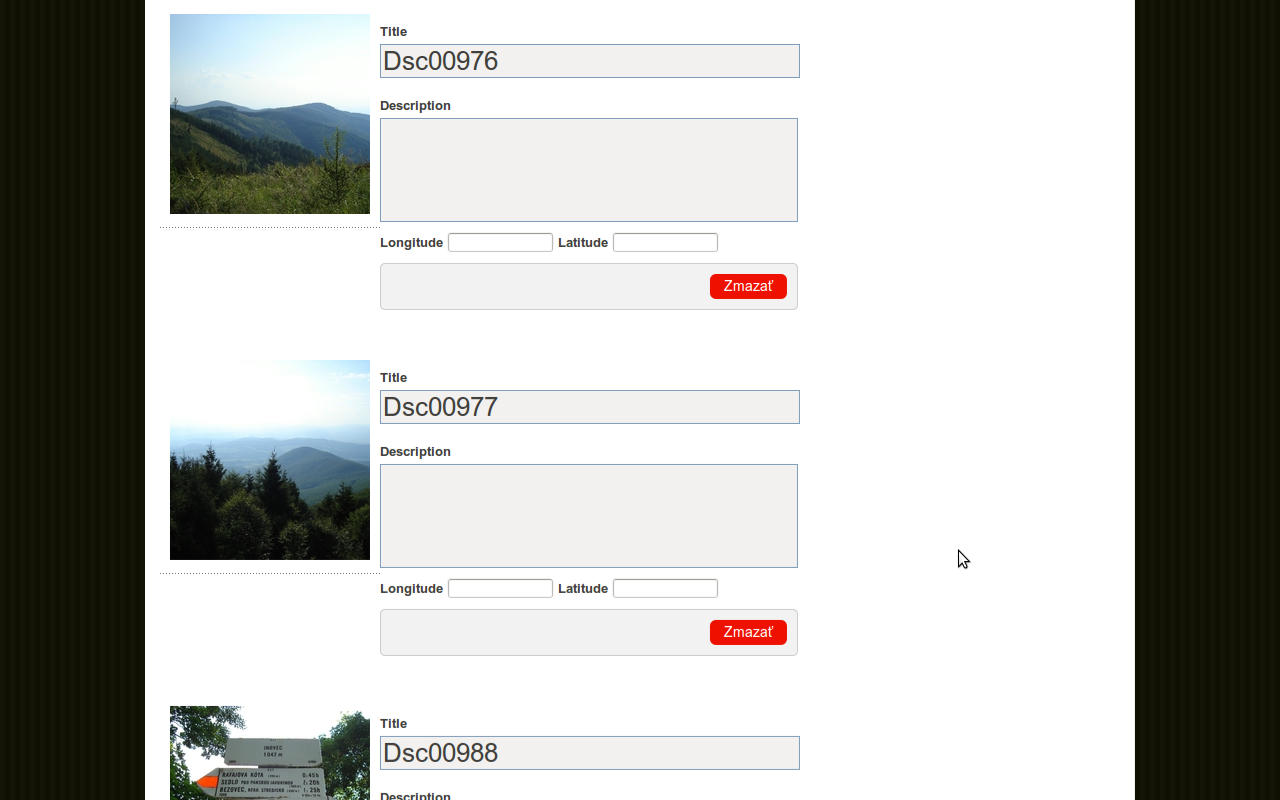 Title
Dsc00976
Description
Longitude Latitude
Zmazať
Title
Dsc00977
Description
Longitude Latitude
Zmazať
Title
Dsc00988
INOVEC
1042 m
RAFAJOVA KÓTA 0.45h
SEDLO POD PANSKOU JAVORINOU 1.20h
BEZOVEC, REKR. STREDISKO 1.25h
Description